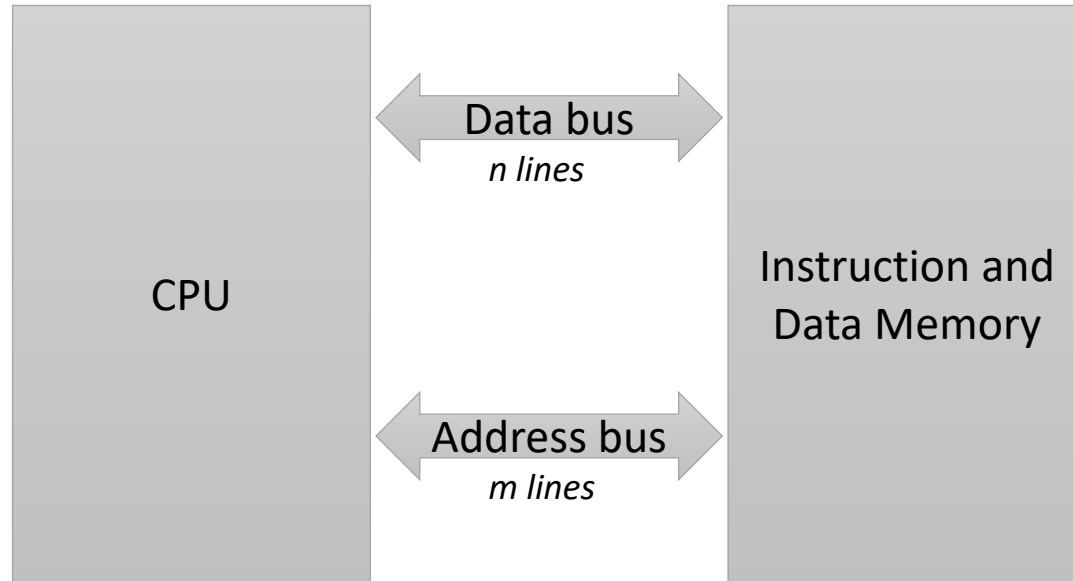 Data bus
n lines
CPU
Instruction and
Data Memory
Address bus
m lines